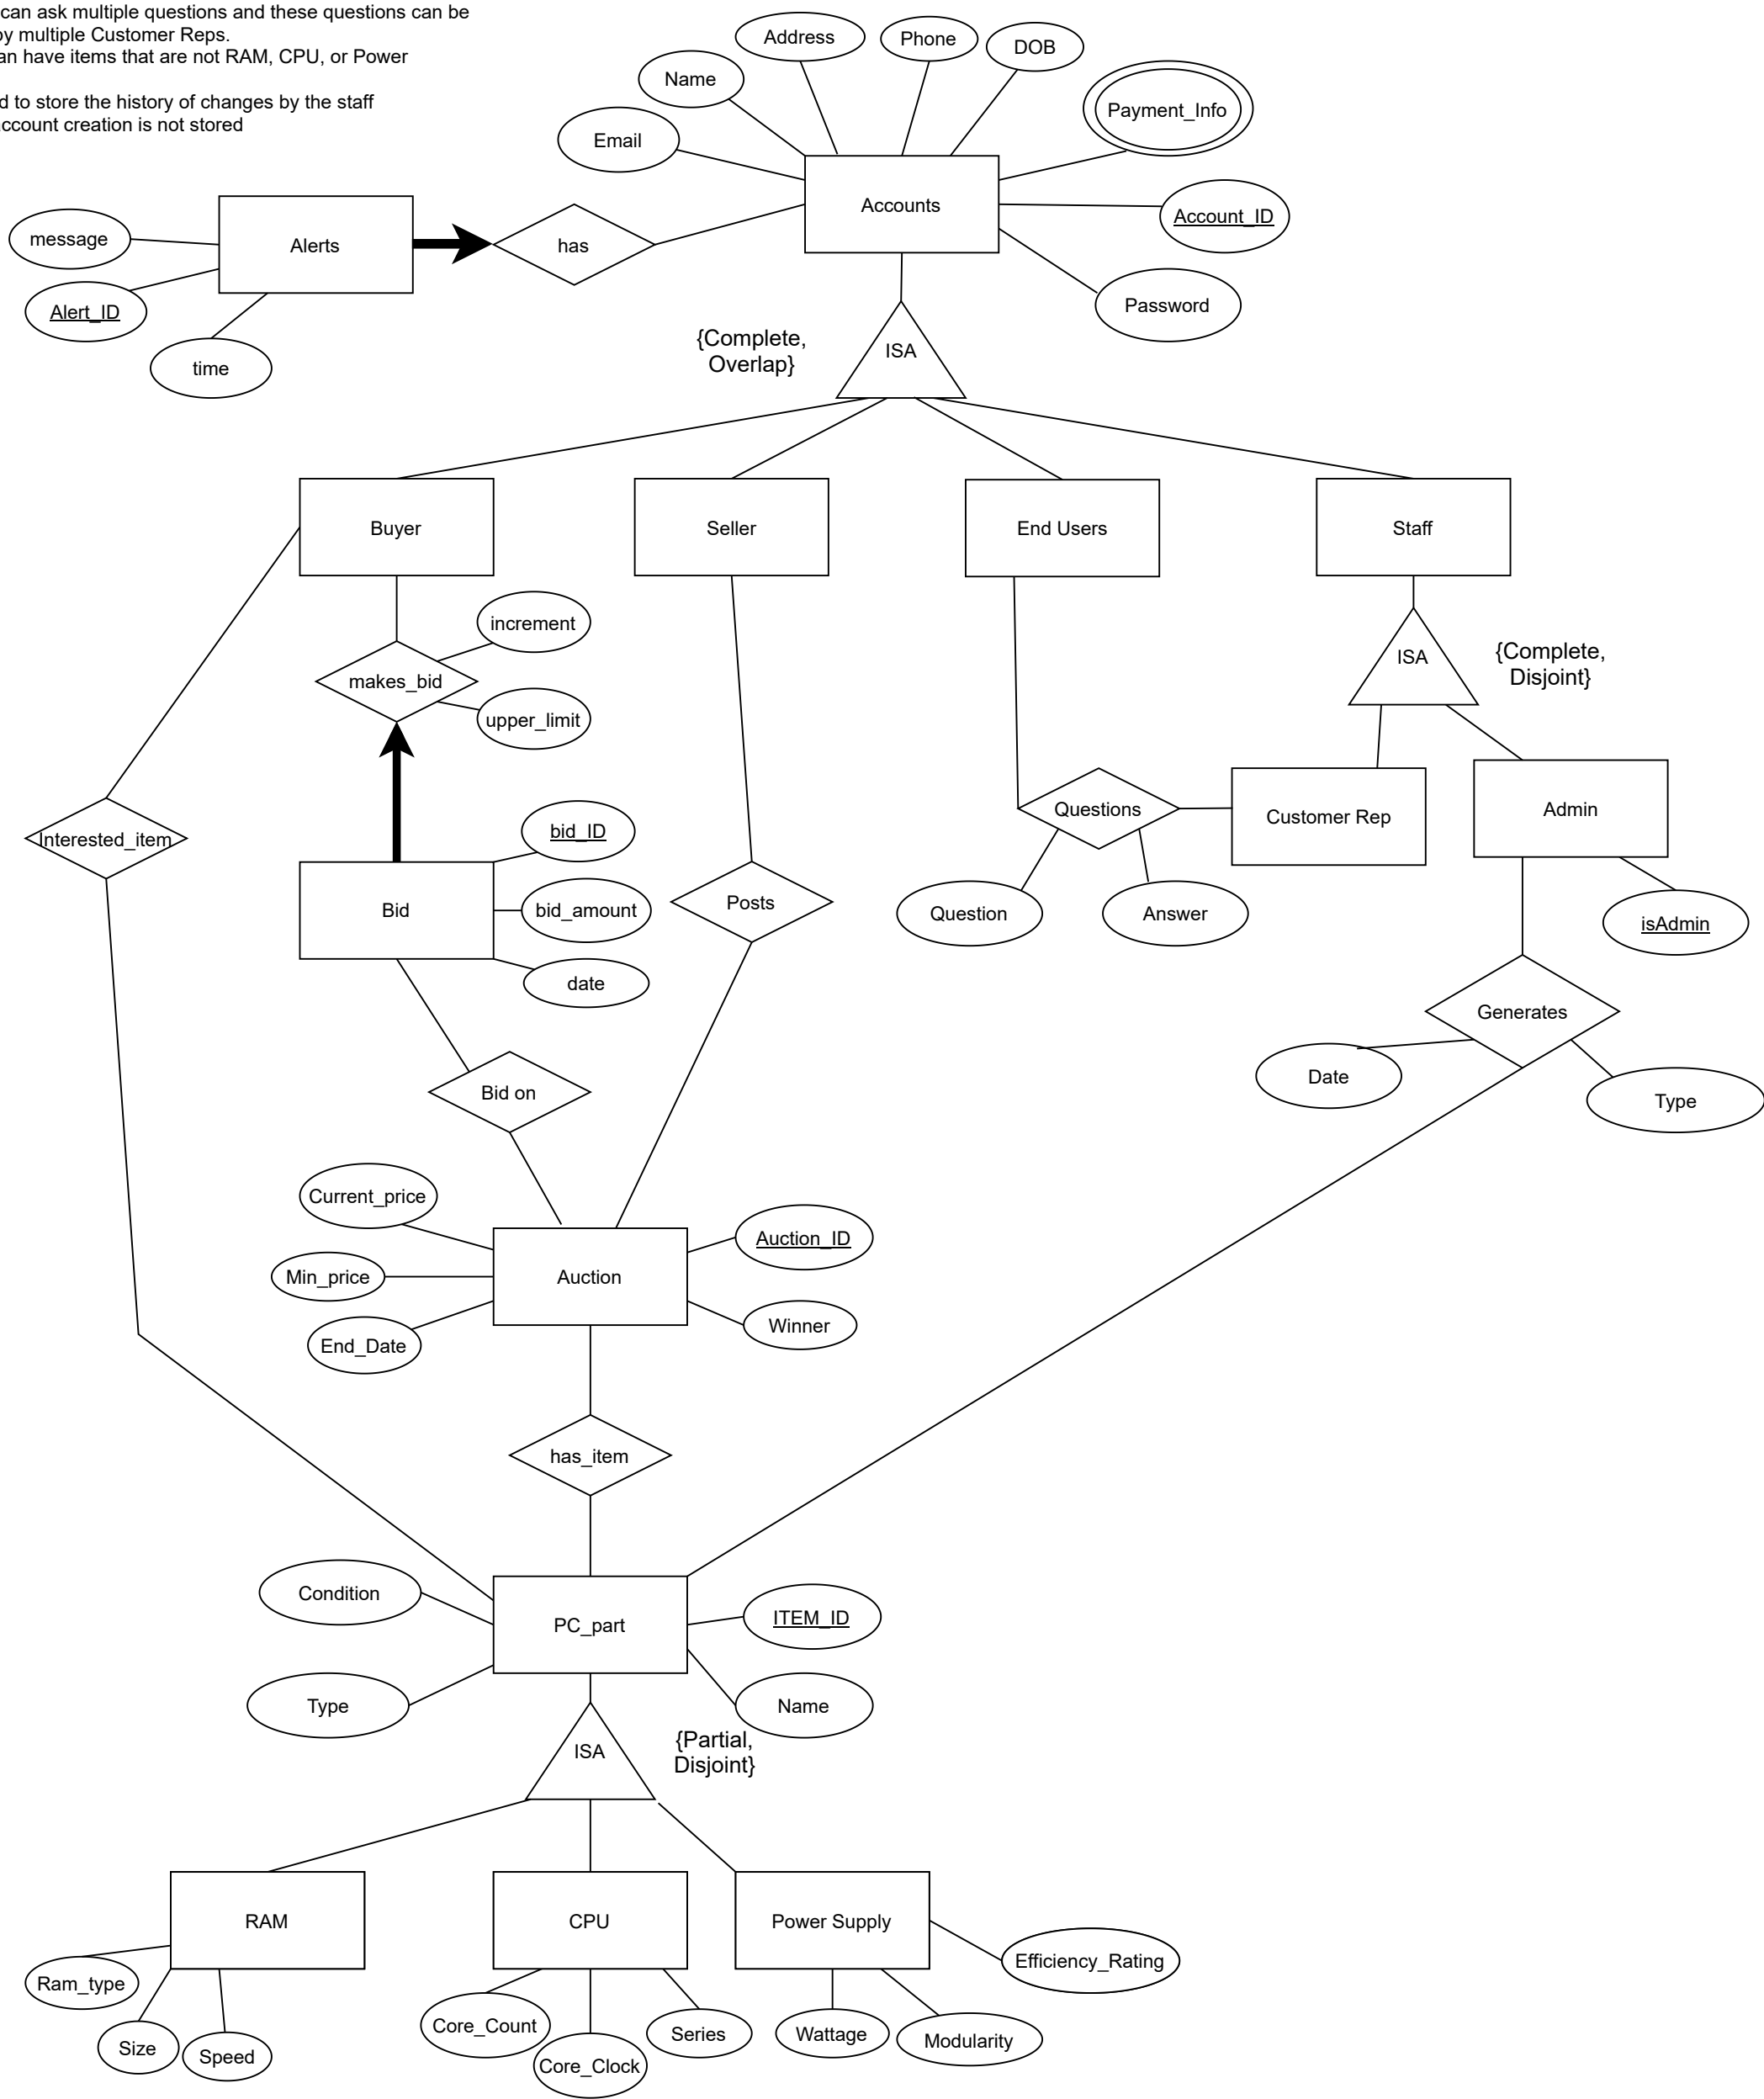 can ask multiple questions and these questions can be
by multiple Customer Reps.
an have items that are not RAM, CPU, or Power
d to store the history of changes by the staff
ccount creation is not stored
Address
Phone
DOB
Name
Payment_Info
Email
Accounts
Account_ID
message
Alerts
has
Alert_ID
Password
time
{Complete,
Overlap}
ISA
Buyer
Seller
End Users
Staff
increment
makes_bid
upper_limit
ISA
{Complete,
Disjoint}
Interested_item
bid_ID
Bid
bid_amount
date
Posts
Questions
Customer Rep
Admin
Question
Answer
isAdmin
Generates
Date
Type
Bid on
Current_price
Auction_ID
Min_price
Auction
End_Date
Winner
has_item
Condition
PC_part
ITEM_ID
Type
Name
ISA
{Partial,
Disjoint}
RAM
CPU
Power Supply
Efficiency_Rating
Ram_type
Size
Speed
Core_Count
Core_Clock
Series
Wattage
Modularity